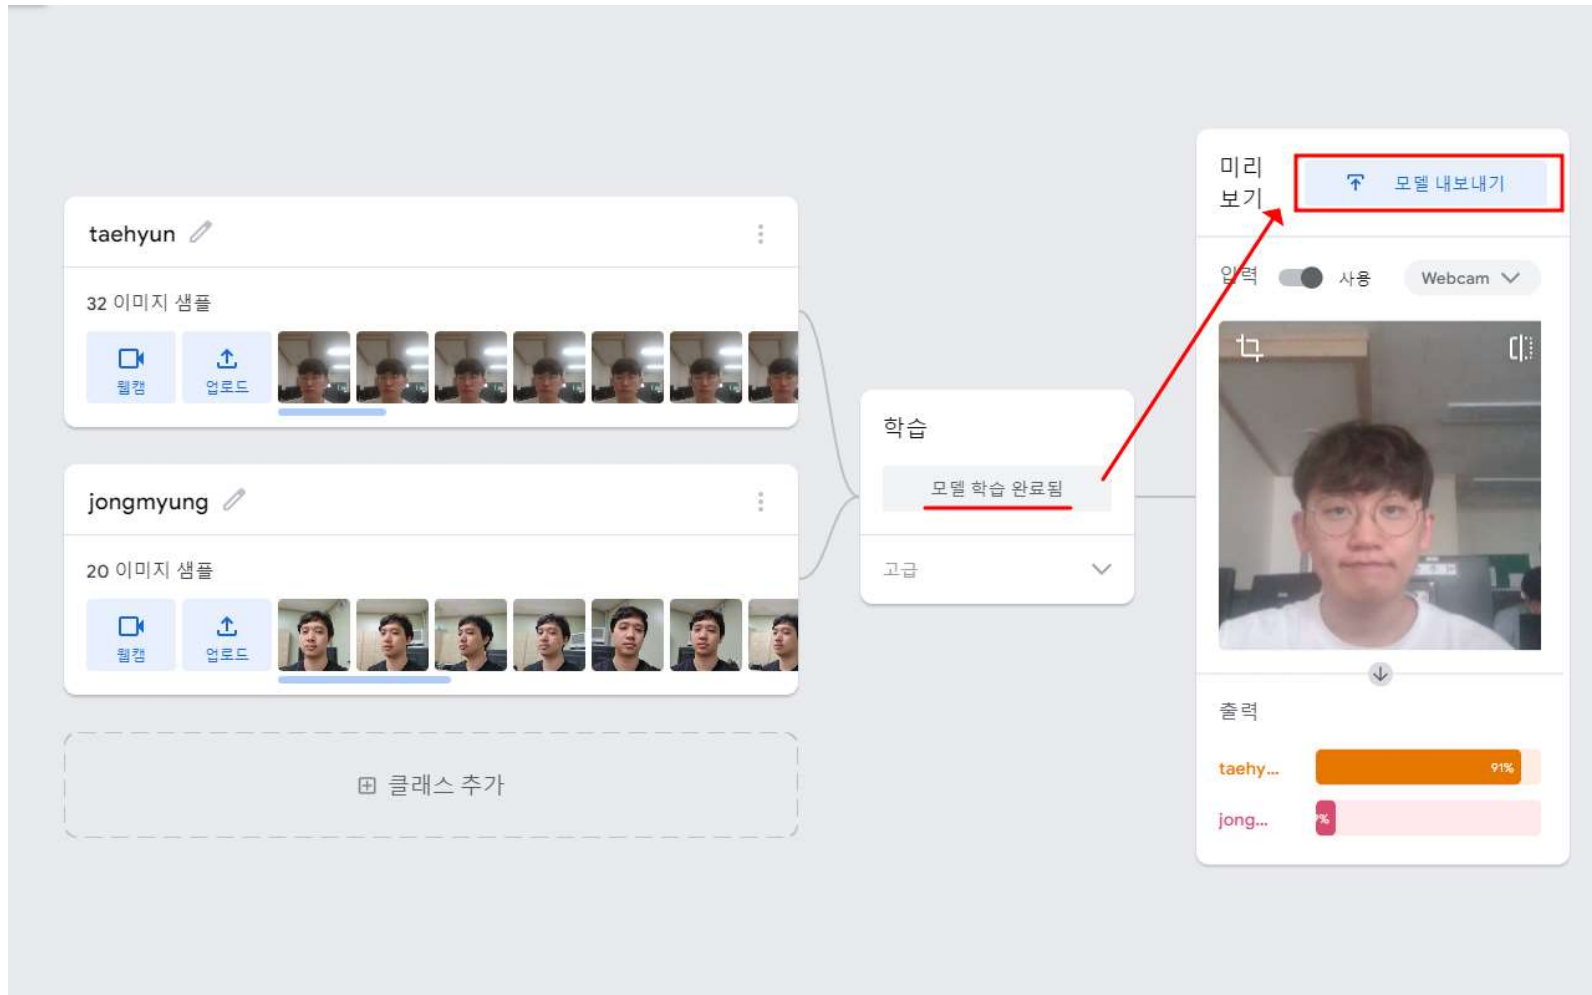 taehyun
32 이미지 샘플
웹캠
업로드
jongmyung
20 이미지 샘플
웹캠
업로드
클래스 추가
학습
모델 학습 완료됨
고급
미리
보기
모델 내보내기
입력
사용
Webcam
출력
taehy...
91%
jong...